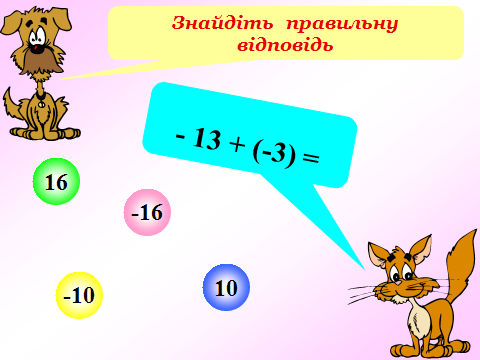 Знайдіть правильну
відповідь
- 13 + (-3) =
16
-16
-10
10